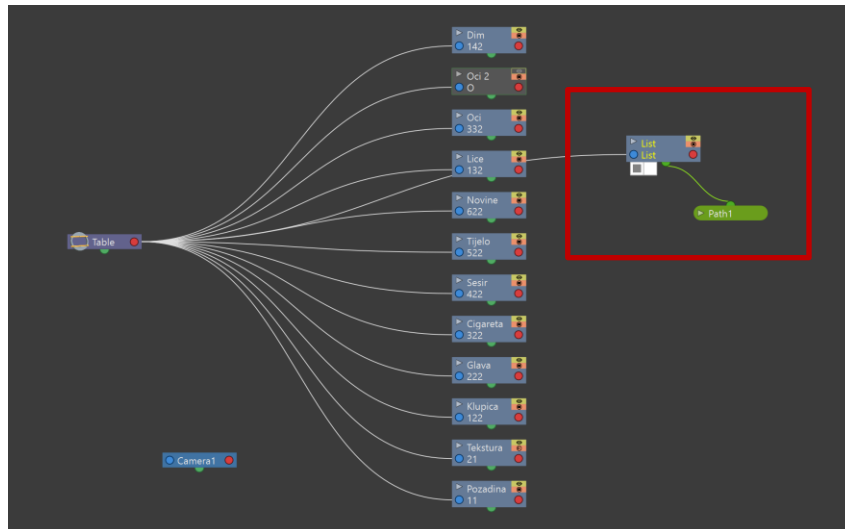 Dim
142
Oci 2
O
Oci
332
Lice
132
Novine
622
Tijelo
522
Sesir
422
Cigareta
322
Glava
222
Klupica
122
Tekstura
21
Pozadina
11
List
List
Path1
Table
Camera1